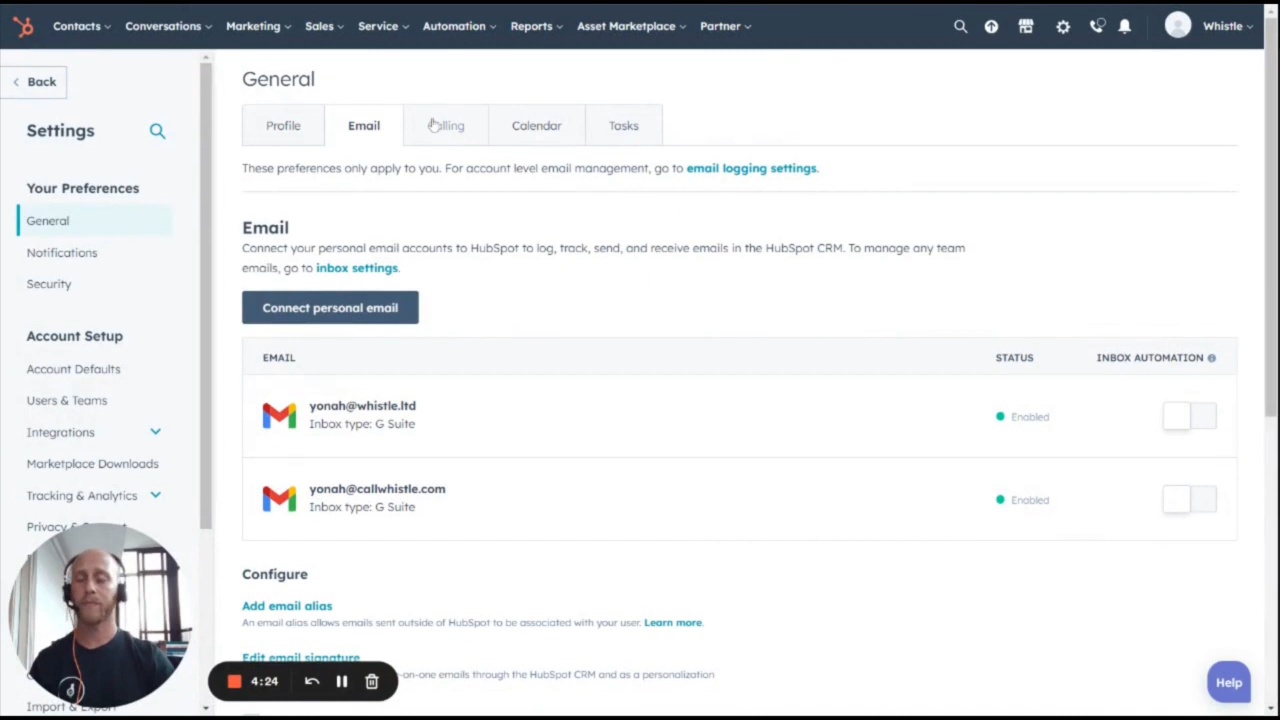 Contacts Conversations Marketing Sales Service Automation Reports Asset Marketplace Partner Whistle
Back
Settings
Your Preferences
General
Notifications
Security
Account Setup
Account Defaults
Users & Teams
Integrations
Marketplace Downloads
Tracking & Analytics
Privacy &
Import & Export
General
Profile Email Calling Calendar Tasks
These preferences only apply to you. For account level email management, go to email logging settings.
Email
Connect your personal email accounts to HubSpot to log, track, send, and receive emails in the HubSpot CRM. To manage any team
emails, go to inbox settings.
Connect personal email
EMAIL STATUS INBOX AUTOMATION
yonah@whistle.ltd
Inbox type: G Suite
Enabled
yonah@callwhistle.com
Inbox type: G Suite
Enabled
Configure
Add email alias
An email alias allows emails sent outside of HubSpot to be associated with your user. Learn more.
Edit email signature
-on-one emails through the HubSpot CRM and as a personalization
4:24
Help